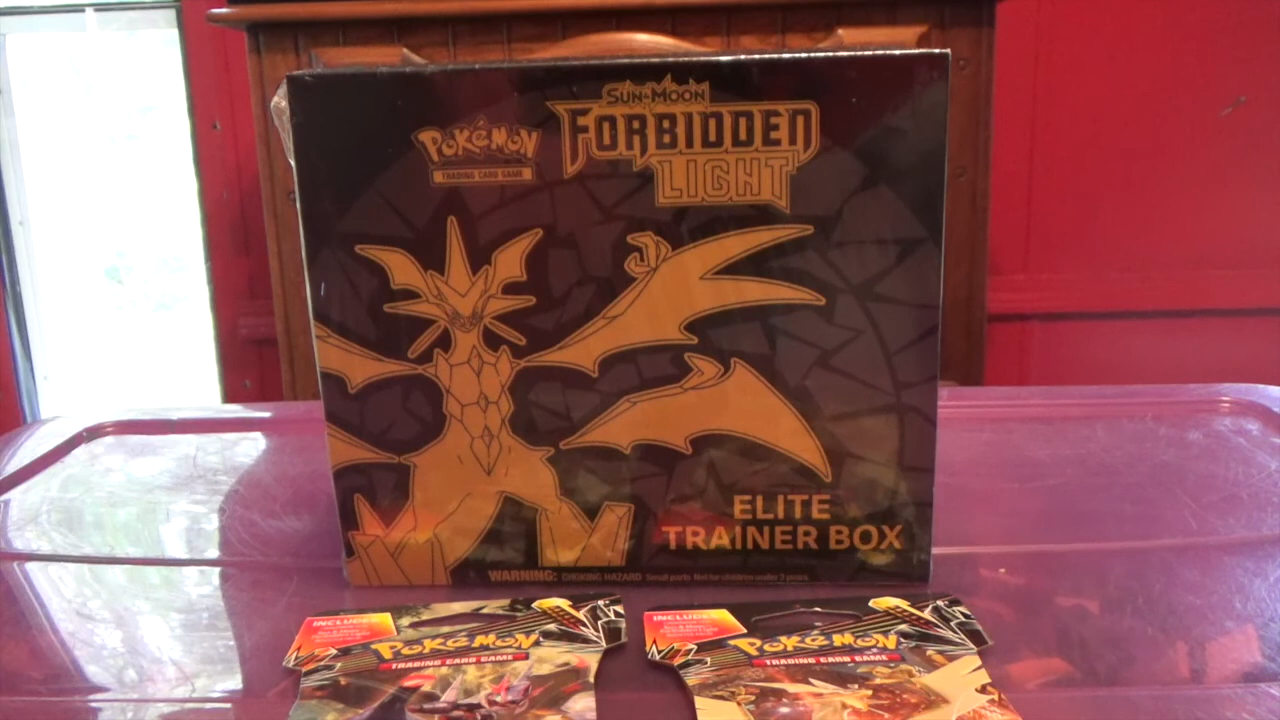 SUN & MOON
POKéMON
TRADING CARD GAME
FORBIDDEN
LIGHT
ELITE
TRAINER BOX
WARNING: CHOKING HAZARD Small parts Not for children under 3 years
INCLUDES
POKéMON
TRADING CARD GAME
INCLUDES
POKéMON
TRADING CARD GAME